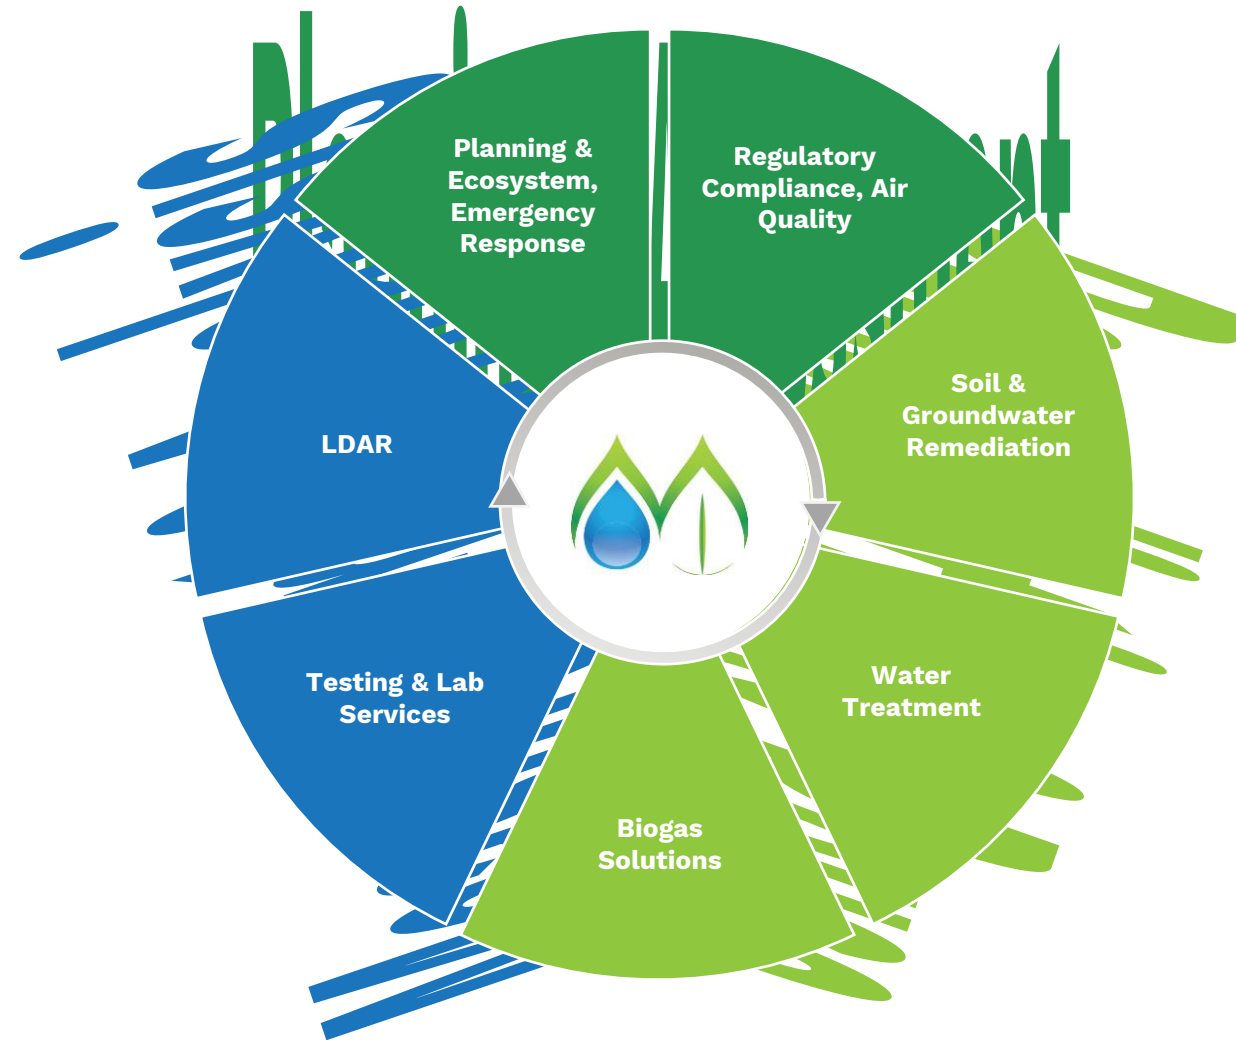 Planning &
Ecosystem,
Emergency
Response
Regulatory
Compliance, Air
Quality
Soil &
Groundwater
Remediation
Water
Treatment
Biogas
Solutions
Testing & Lab
Services
LDAR